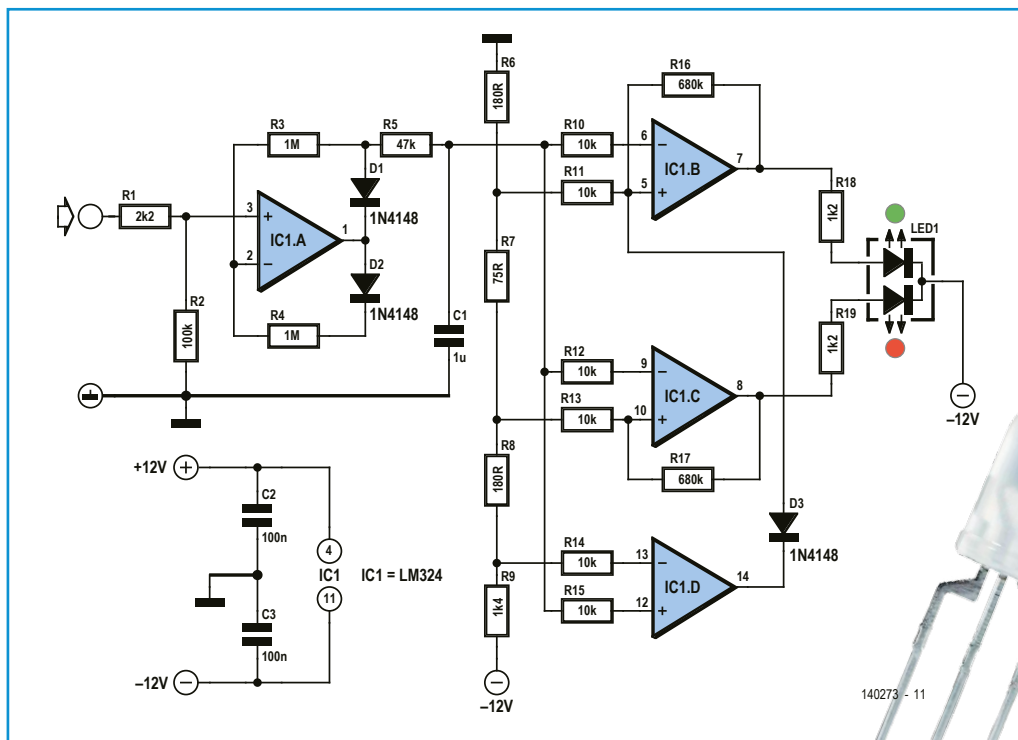 R1
2k2
R2
100k
R3
1M
R4
1M
3
+
2
−
IC1.A
1
D1
1N4148
D2
1N4148
R5
47k
C1
1u
R6
180R
R7
75R
R8
180R
R9
1k4
−12V
R10
10k
R11
10k
6
−
5
+
IC1.B
7
R16
680k
R12
10k
R13
10k
9
−
10
+
IC1.C
8
R17
680k
R14
10k
R15
10k
13
−
12
+
IC1.D
14
D3
1N4148
R18
1k2
R19
1k2
LED1
−12V
+12V
C2
100n
C3
100n
−12V
4
IC1
11
IC1 = LM324
140273 - 11